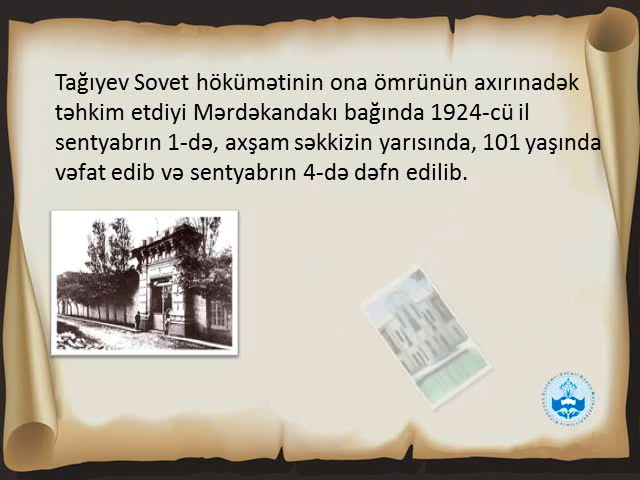 Tağıyev Sovet hökümətinin ona ömrünün axırınadək
təhkim etdiyi Mərdəkandakı bağında 1924-cü il
sentyabrın 1-də, axşam səkkizin yarısında, 101 yaşında
vəfat edib və sentyabrın 4-də dəfn edilib.